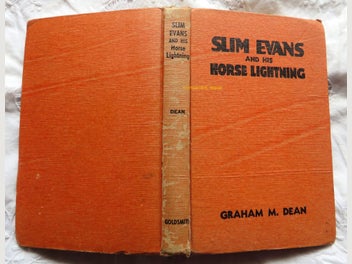 SLIM
EVANS
AND HIS
Horse
Lightning
DEAN
GOLDSMITH
SLIM EVANS
AND HIS
HORSE LIGHTNING
GRAHAM M. DEAN